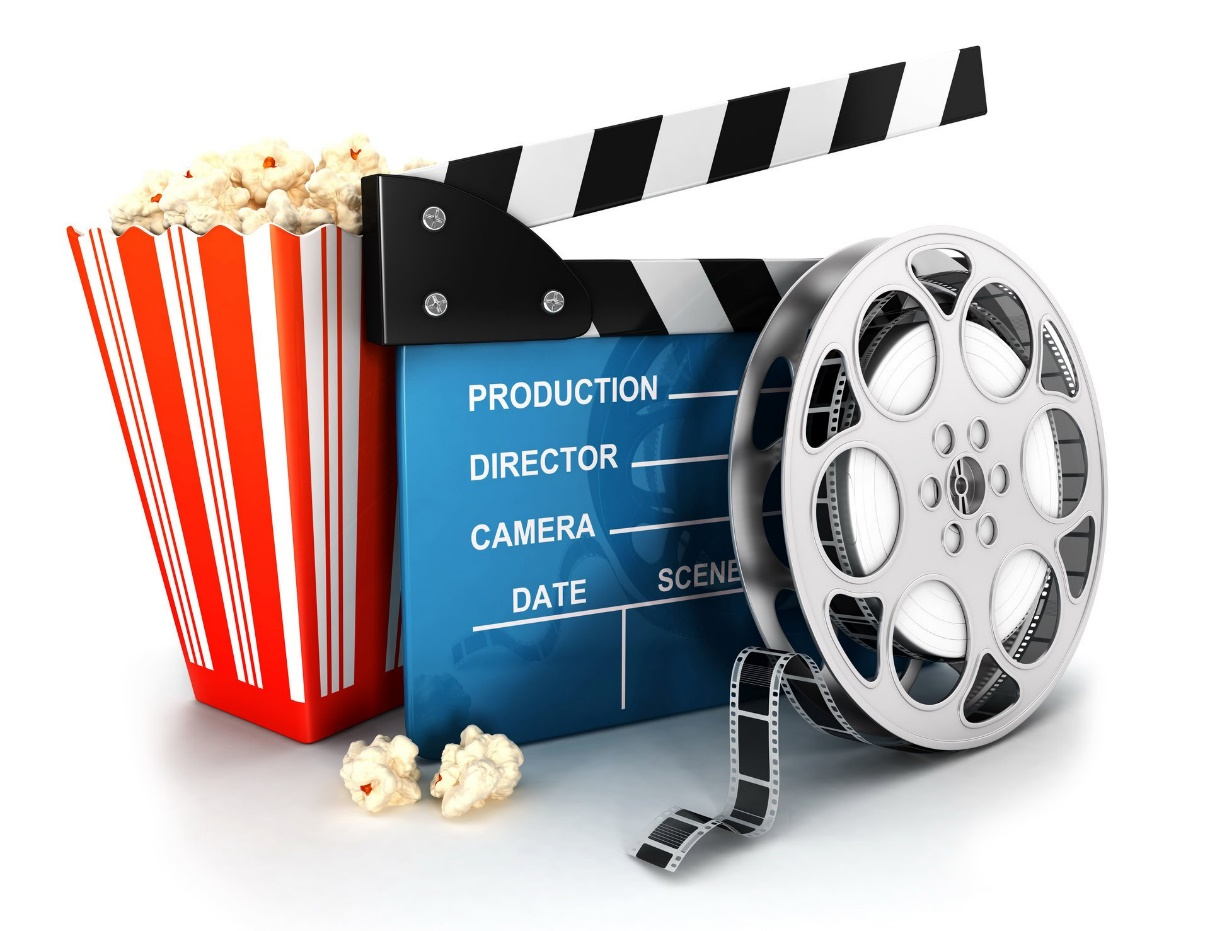 PRODUCTION
DIRECTOR
CAMERA
DATE SCENE